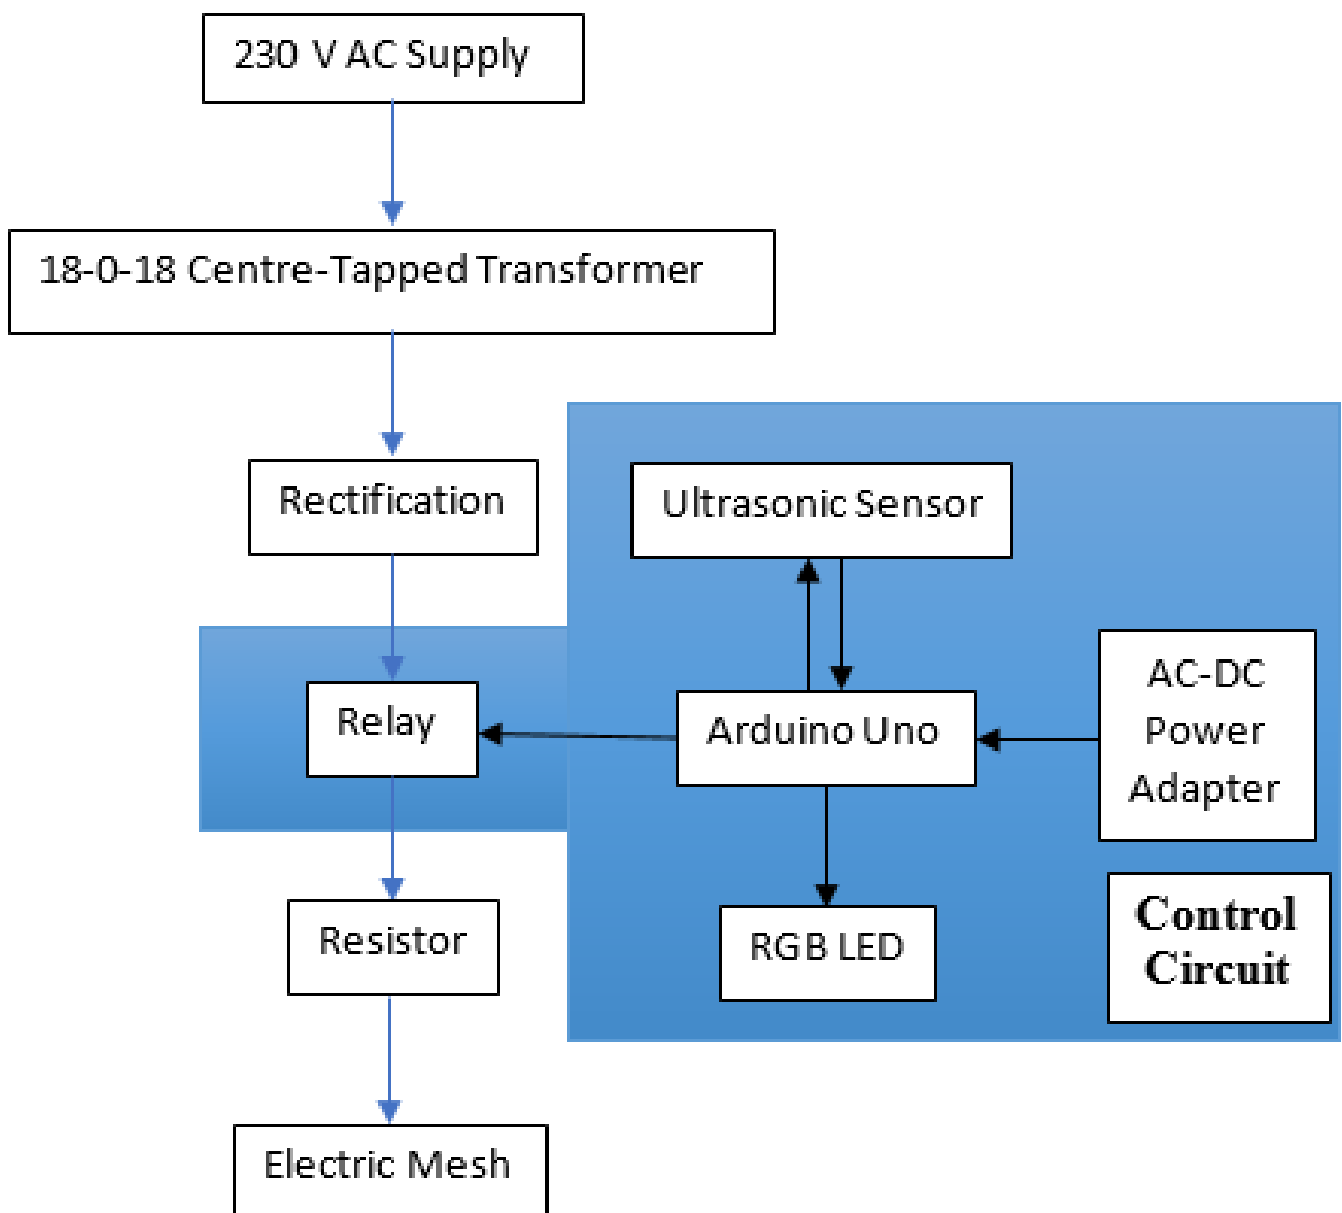 230 V AC Supply
18-0-18 Centre-Tapped Transformer
Rectification
Ultrasonic Sensor
Relay
Arduino Uno
AC-DC
Power
Adapter
Resistor
RGB LED
Control
Circuit
Electric Mesh